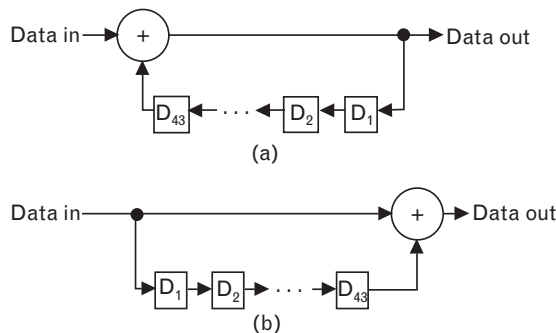 Data in + Data out
D43 . . . D2 D1
(a)
Data in + Data out
D1 D2 . . . D43
(b)